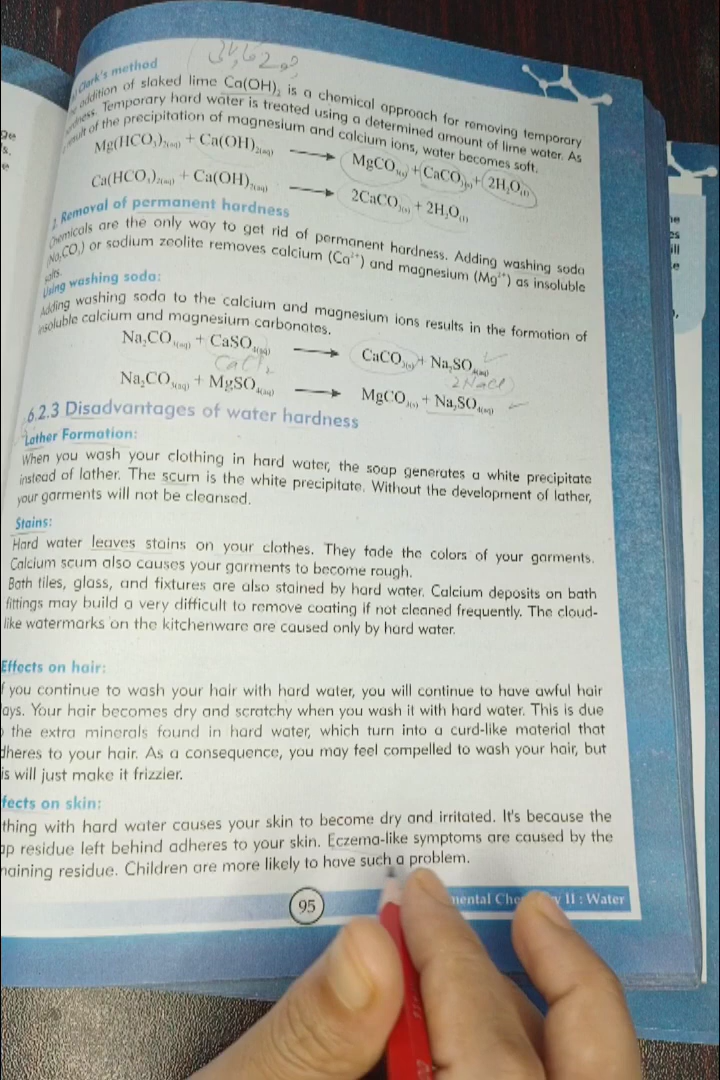 Clark's method
addition of slaked lime Ca(OH)₂ is a chemical approach for removing temporary
Temporary hard water is treated using a determined amount of lime water. As
result of the precipitation of magnesium and calcium ions, water becomes soft.
Mg(HCO₃)₂₍aq₎ + Ca(OH)₂₍aq₎ ⟶ MgCO₃₍s₎ + CaCO₃₍s₎ + 2H₂O₍l₎
Ca(HCO₃)₂₍aq₎ + Ca(OH)₂₍aq₎ ⟶ 2CaCO₃₍s₎ + 2H₂O₍l₎
2. Removal of permanent hardness
Chemicals are the only way to get rid of permanent hardness. Adding washing soda
(Na₂CO₃) or sodium zeolite removes calcium (Ca²⁺) and magnesium (Mg²⁺) as insoluble
salts.
Using washing soda:
Adding washing soda to the calcium and magnesium ions results in the formation of
insoluble calcium and magnesium carbonates.
Na₂CO₃₍aq₎ + CaSO₄₍aq₎ ⟶ CaCO₃₍s₎ + Na₂SO₄₍aq₎
CaCl₂
2NaCl
Na₂CO₃₍aq₎ + MgSO₄₍aq₎ ⟶ MgCO₃₍s₎ + Na₂SO₄₍aq₎
6.2.3 Disadvantages of water hardness
Lather Formation:
When you wash your clothing in hard water, the soap generates a white precipitate
instead of lather. The scum is the white precipitate. Without the development of lather,
your garments will not be cleansed.
Stains:
Hard water leaves stains on your clothes. They fade the colors of your garments.
Calcium scum also causes your garments to become rough.
Bath tiles, glass, and fixtures are also stained by hard water. Calcium deposits on bath
fittings may build a very difficult to remove coating if not cleaned frequently. The cloud-
like watermarks on the kitchenware are caused only by hard water.
Effects on hair:
f you continue to wash your hair with hard water, you will continue to have awful hair
ays. Your hair becomes dry and scratchy when you wash it with hard water. This is due
the extra minerals found in hard water, which turn into a curd-like material that
dheres to your hair. As a consequence, you may feel compelled to wash your hair, but
is will just make it frizzier.
fects on skin:
thing with hard water causes your skin to become dry and irritated. It's because the
ap residue left behind adheres to your skin. Eczema-like symptoms are caused by the
maining residue. Children are more likely to have such a problem.
95
mental Che y II : Water